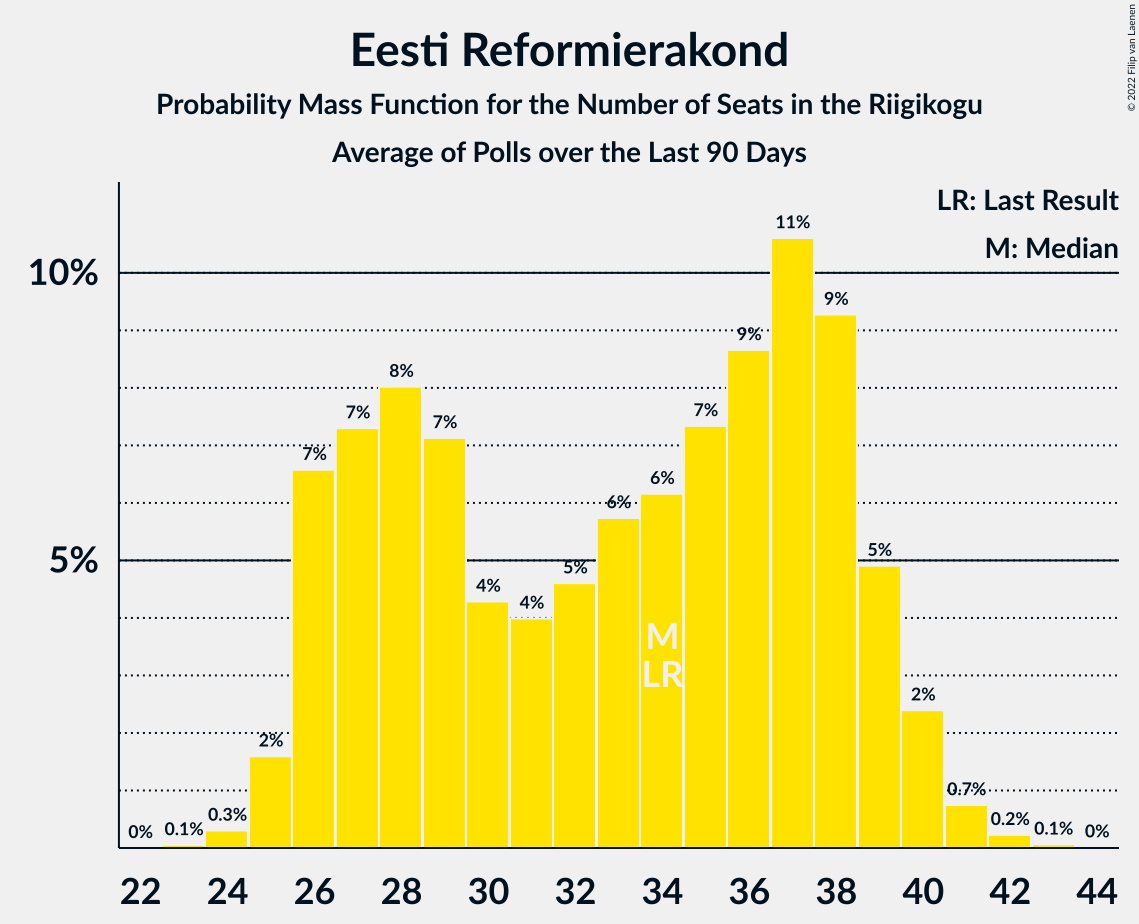 Eesti Reformierakond
Probability Mass Function for the Number of Seats in the Riigikogu
Average of Polls over the Last 90 Days
© 2022 Filip van Laenen
LR: Last Result
M: Median
10%
5%
0%
0.1%
0.3%
2%
7%
7%
8%
7%
4%
4%
5%
6%
6%
7%
9%
11%
9%
5%
2%
0.7%
0.2%
0.1%
0%
M
LR
22 24 26 28 30 32 34 36 38 40 42 44